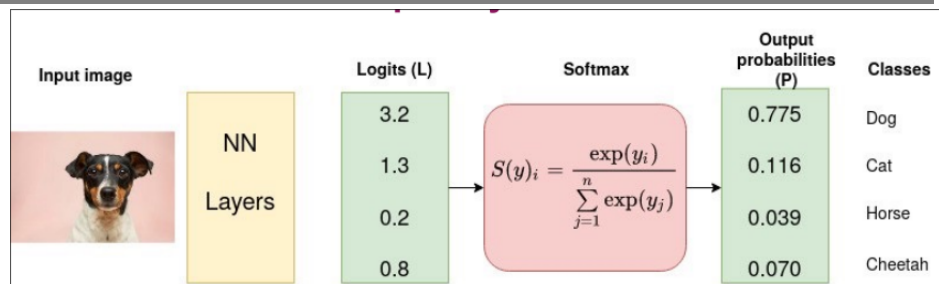 Input image
NN
Layers
Logits (L)
3.2
1.3
0.2
0.8
Softmax
S(y)_i = exp(y_i) / \sum_{j=1}^{n} exp(y_j)
Output
probabilities
(P)
0.775
0.116
0.039
0.070
Classes
Dog
Cat
Horse
Cheetah